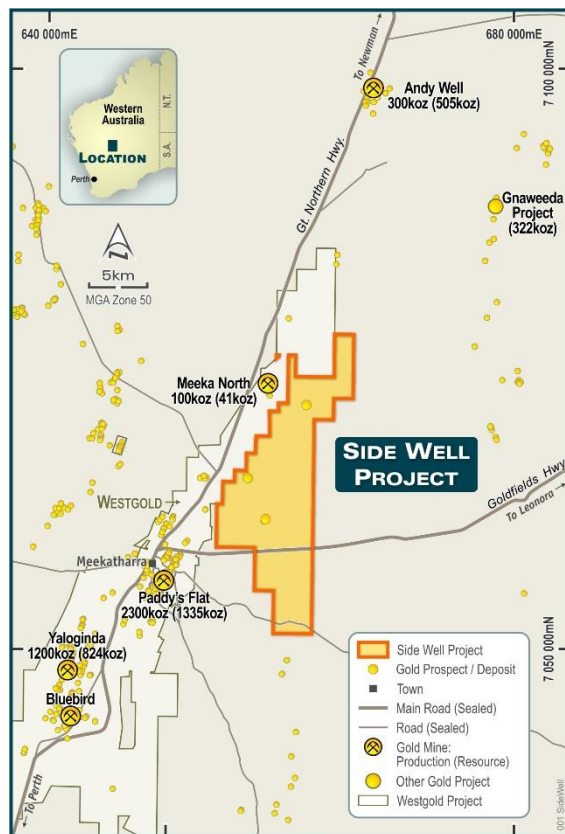 640 000mE
680 000mE
To Newman
7 100 000mN
Andy Well
300koz (505koz)
Western
Australia
N.T.
S.A.
LOCATION
Perth
Gt. Northern Hwy.
Gnaweeda
Project
(322koz)
5km
MGA Zone 50
Meeka North
100koz (41koz)
SIDE WELL
PROJECT
Goldfields Hwy
To Leonora
WESTGOLD
Meekatharra
Paddy's Flat
2300koz (1335koz)
Yaloginda
1200koz (824koz)
Bluebird
7 050 000mN
To Perth
Side Well Project
Gold Prospect / Deposit
Town
Main Road (Sealed)
Road (Sealed)
Gold Mine:
Production (Resource)
Other Gold Project
Westgold Project
001 SideWell